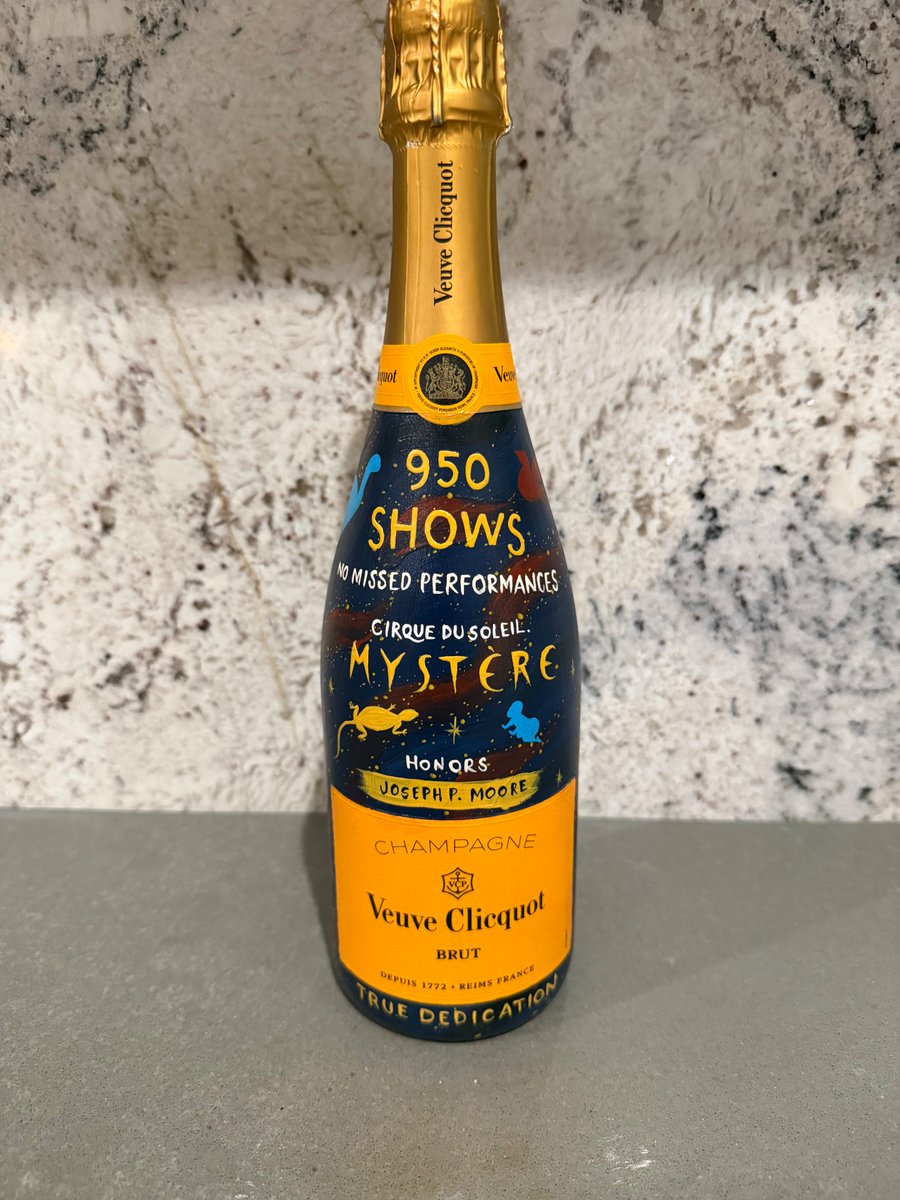 Veuve Clicquot
950
SHOWS
NO MISSED PERFORMANCES
CIRQUE DU SOLEIL.
MYSTÈRE
HONORS
JOSEPH P. MOORE
CHAMPAGNE
VCP
Veuve Clicquot
BRUT
DEPUIS 1772 • REIMS FRANCE
TRUE DEDICATION